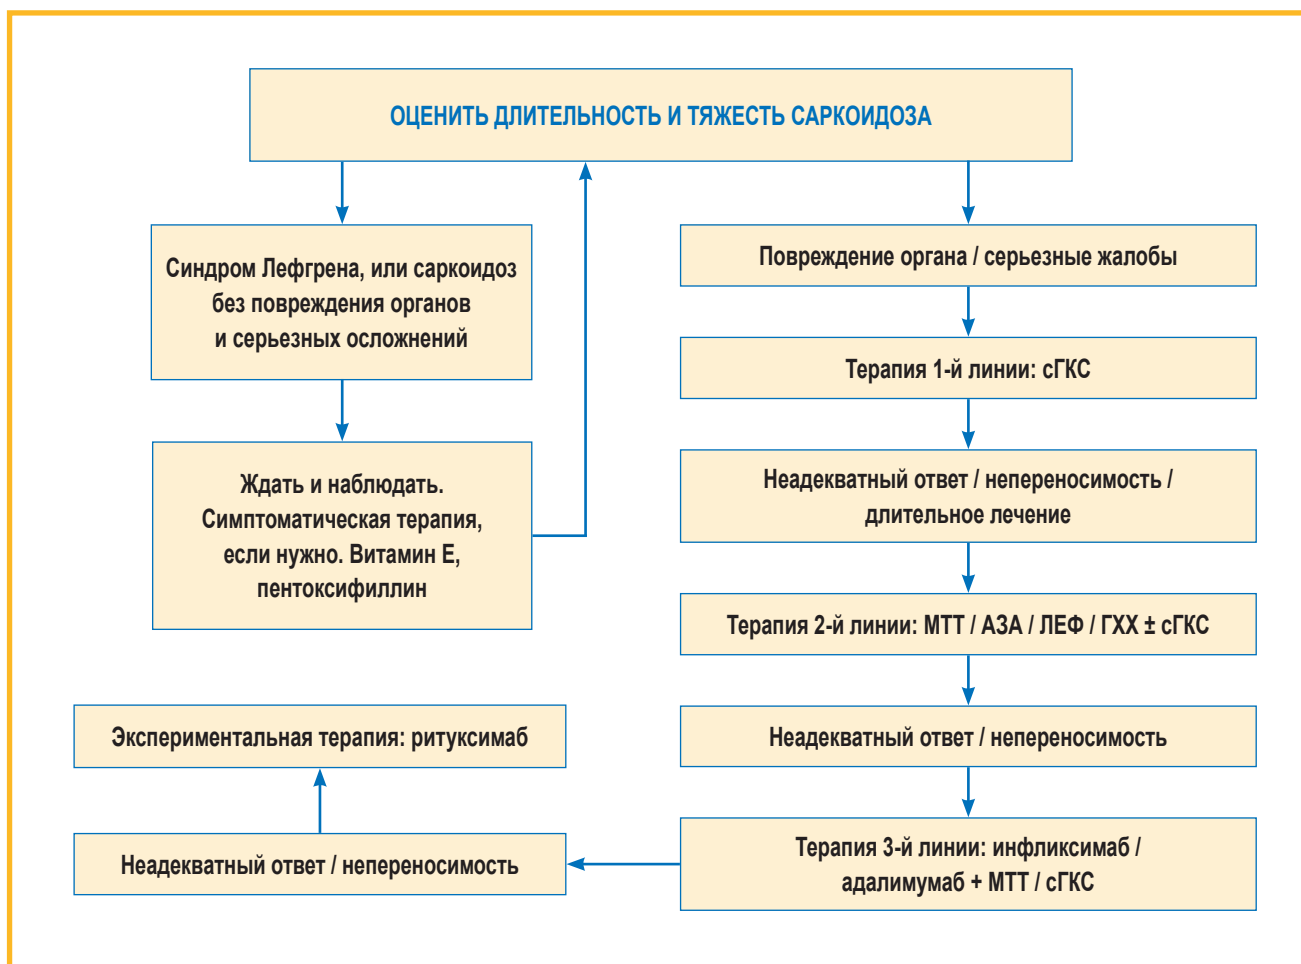 ОЦЕНИТЬ ДЛИТЕЛЬНОСТЬ И ТЯЖЕСТЬ САРКОИДОЗА
Синдром Лефгрена, или саркоидоз
без повреждения органов
и серьезных осложнений
Ждать и наблюдать.
Симптоматическая терапия,
если нужно. Витамин Е,
пентоксифиллин
Повреждение органа / серьезные жалобы
Терапия 1-й линии: сГКС
Неадекватный ответ / непереносимость /
длительное лечение
Терапия 2-й линии: МТТ / АЗА / ЛЕФ / ГХХ ± сГКС
Неадекватный ответ / непереносимость
Терапия 3-й линии: инфликсимаб /
адалимумаб + МТТ / сГКС
Неадекватный ответ / непереносимость
Экспериментальная терапия: ритуксимаб